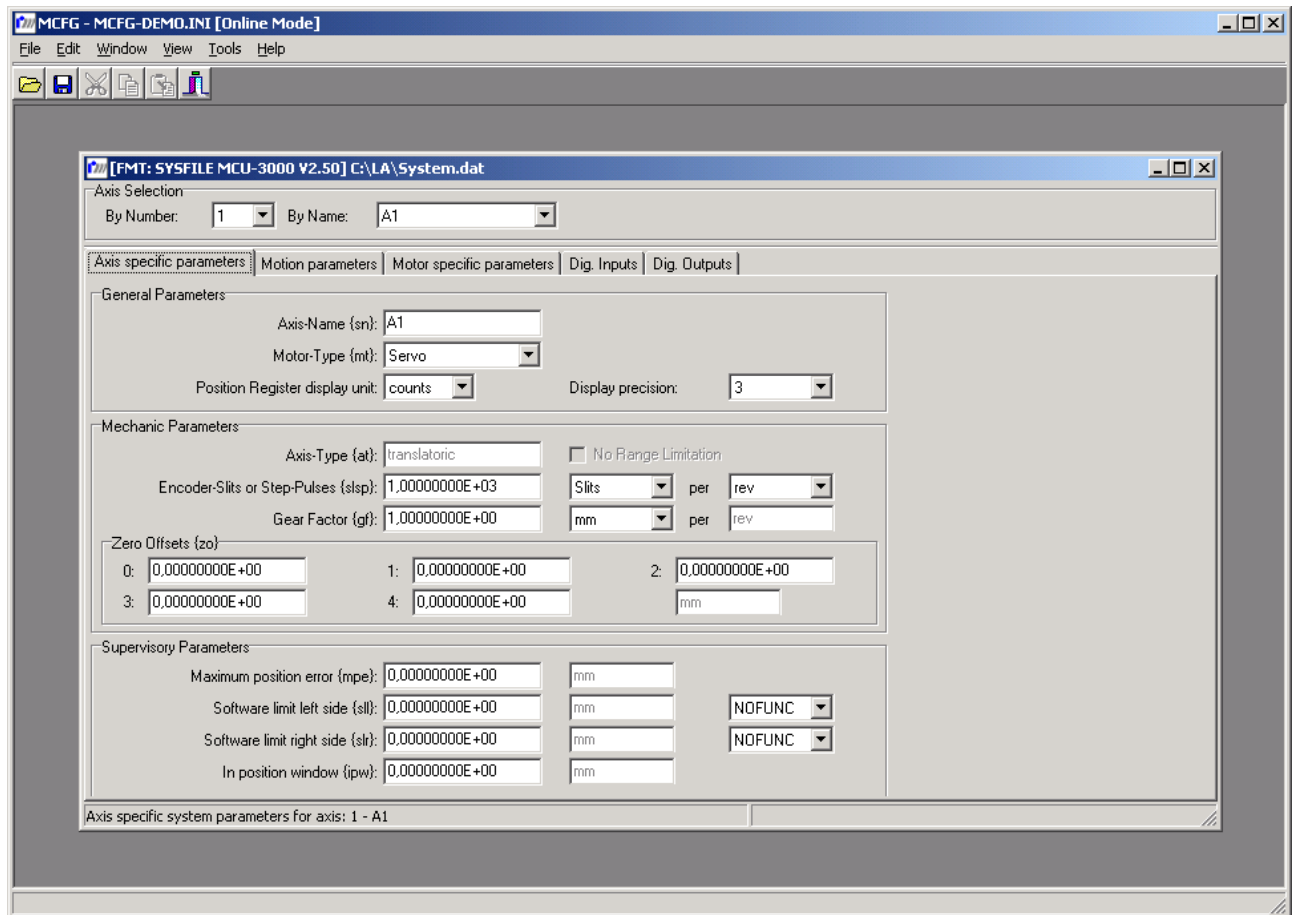 MCFG - MCFG-DEMO.INI [Online Mode]
File Edit Window View Tools Help
[FMT: SYSFILE MCU-3000 V2.50] C:\LA\System.dat
Axis Selection
By Number: 1 By Name: A1
Axis specific parameters Motion parameters Motor specific parameters Dig. Inputs Dig. Outputs
General Parameters
Axis-Name {sn}: A1
Motor-Type {mt}: Servo
Position Register display unit: counts Display precision: 3
Mechanic Parameters
Axis-Type {at}: translatoric No Range Limitation
Encoder-Slits or Step-Pulses {slsp}: 1,00000000E+03 Slits per rev
Gear Factor {gf}: 1,00000000E+00 mm per rev
Zero Offsets {zo}
0: 0,00000000E+00 1: 0,00000000E+00 2: 0,00000000E+00
3: 0,00000000E+00 4: 0,00000000E+00 mm
Supervisory Parameters
Maximum position error {mpe}: 0,00000000E+00 mm
Software limit left side {sll}: 0,00000000E+00 mm NOFUNC
Software limit right side {slr}: 0,00000000E+00 mm NOFUNC
In position window {ipw}: 0,00000000E+00 mm
Axis specific system parameters for axis: 1 - A1